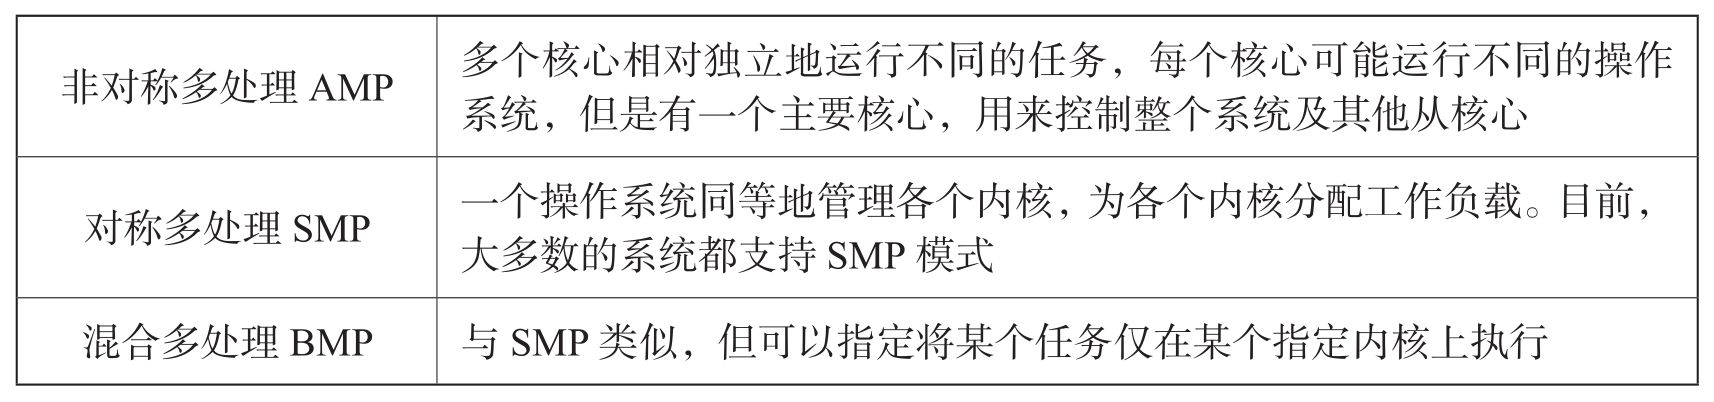 非对称多处理 AMP
多个核心相对独立地运行不同的任务，每个核心可能运行不同的操作
系统，但是有一个主要核心，用来控制整个系统及其他从核心
对称多处理 SMP
一个操作系统同等地管理各个内核，为各个内核分配工作负载。目前，
大多数的系统都支持 SMP 模式
混合多处理 BMP
与 SMP 类似，但可以指定将某个任务仅在某个指定内核上执行